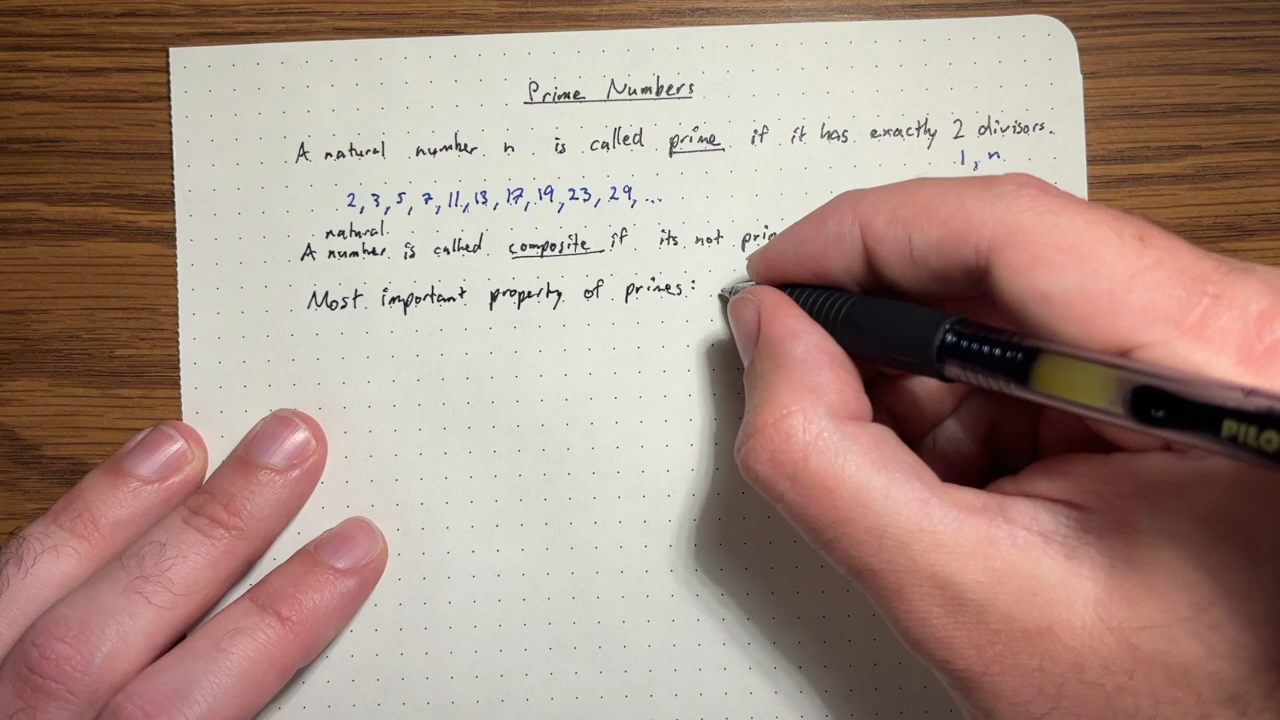 Prime Numbers
A natural number n is called prime if it has exactly 2 divisors.
1, n
2, 3, 5, 7, 11, 13, 17, 19, 23, 29, ...
natural
A number is called composite if its not
Most important property of primes:
PILO